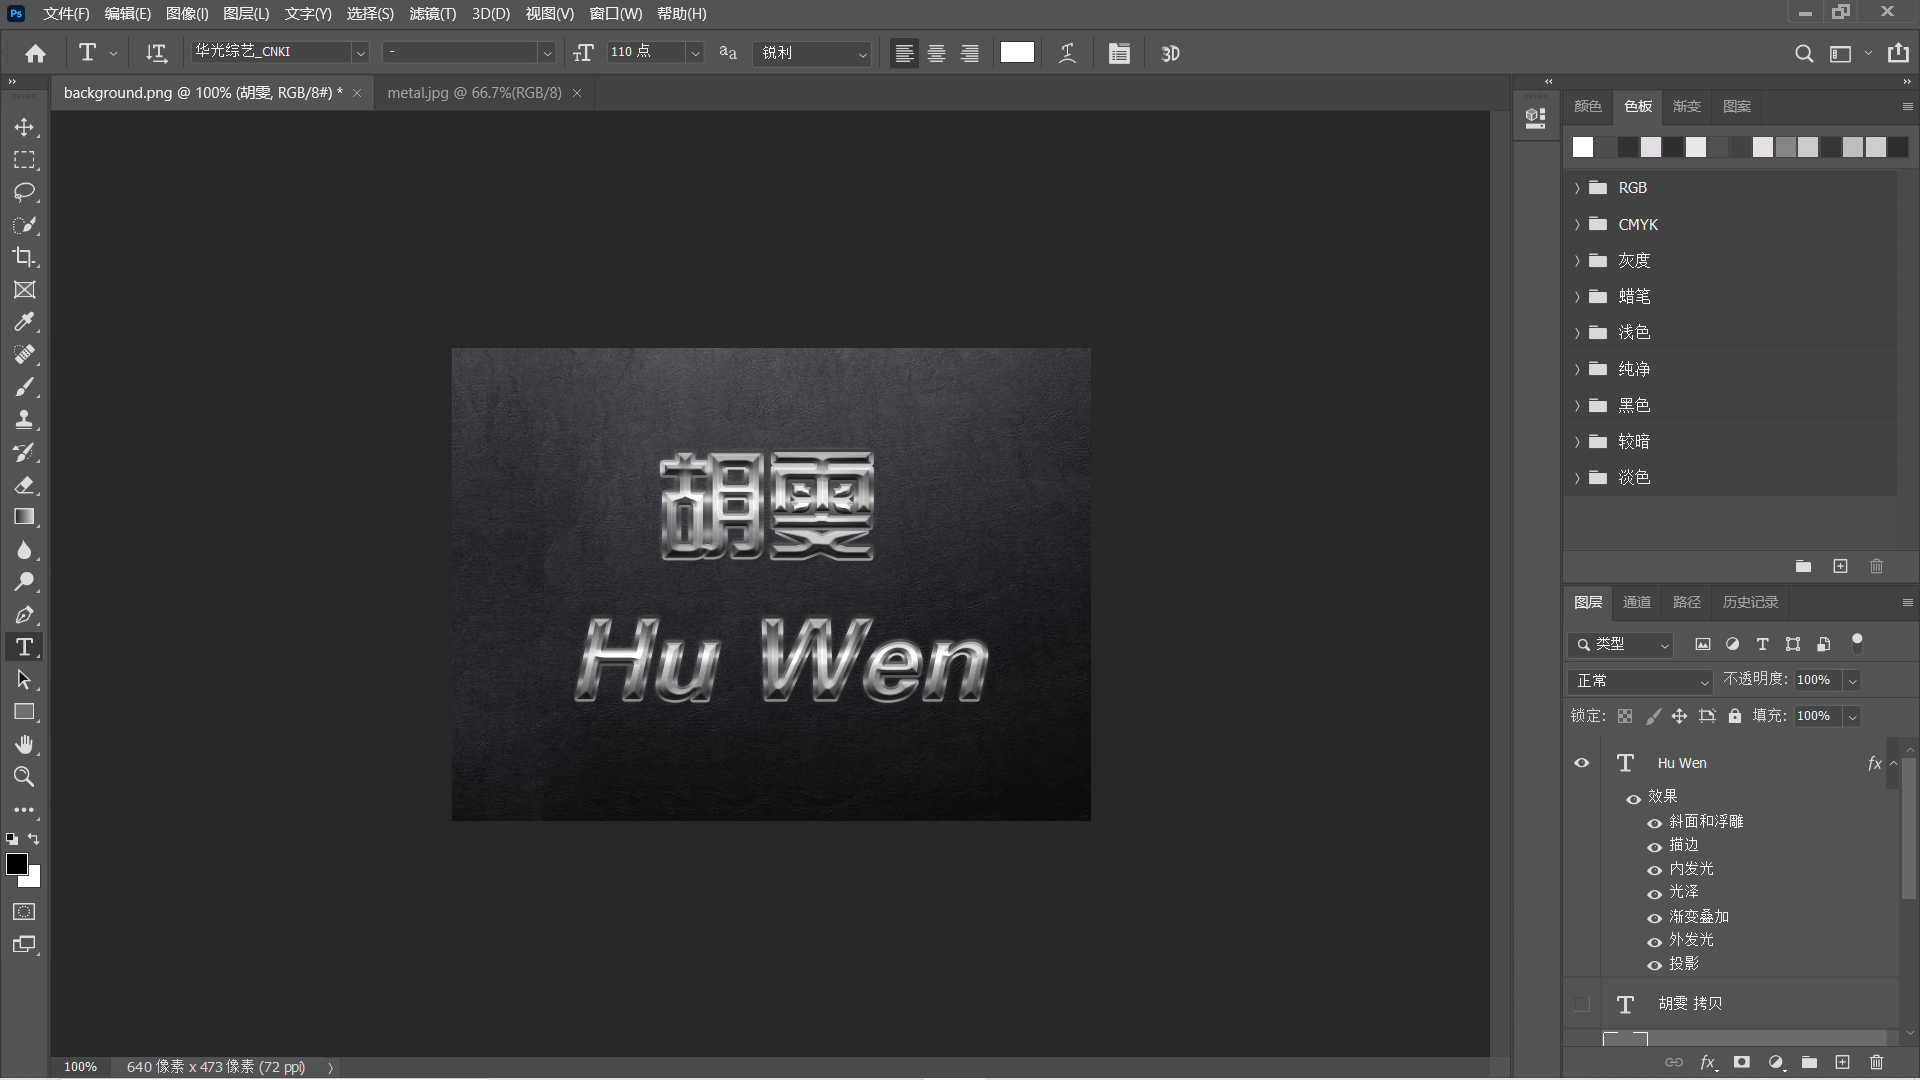 Ps 文件(F) 编辑(E) 图像(I) 图层(L) 文字(Y) 选择(S) 滤镜(T) 3D(D) 视图(V) 窗口(W) 帮助(H)
华光综艺_CNKI - 110 点 aa 锐利 3D
background.png @ 100% (胡雯, RGB/8#) * × metal.jpg @ 66.7%(RGB/8) ×
颜色 色板 渐变 图案
RGB
CMYK
灰度
蜡笔
浅色
纯净
黑色
较暗
淡色
胡雯
Hu Wen
图层 通道 路径 历史记录
类型
正常 不透明度: 100%
锁定: 填充: 100%
Hu Wen fx
效果
斜面和浮雕
描边
内发光
光泽
渐变叠加
外发光
投影
胡雯 拷贝
100% 640 像素 x 473 像素 (72 ppi)
fx